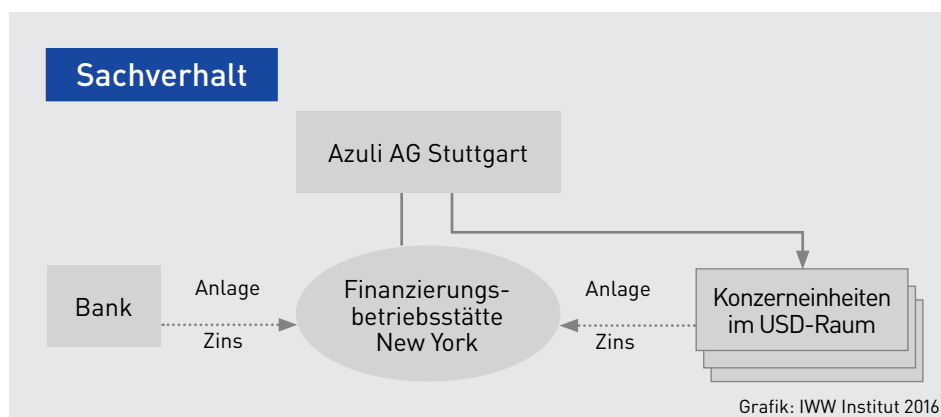 Sachverhalt
Azuli AG Stuttgart
Bank
Anlage
Zins
Finanzierungs-
betriebsstätte
New York
Anlage
Zins
Konzerneinheiten
im USD-Raum
Grafik: IWW Institut 2016